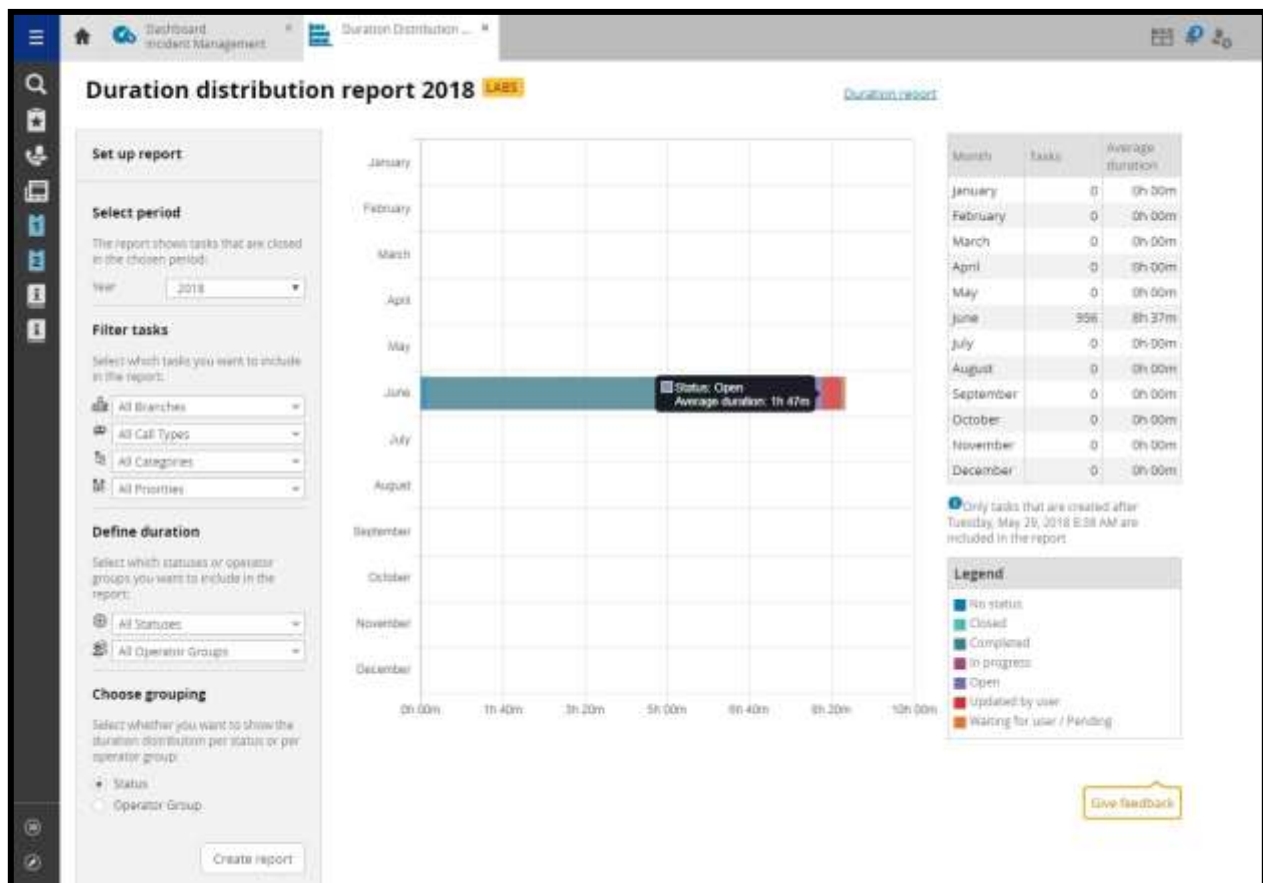 Dashboard
Incident Management
Duration Distribution ...
Duration distribution report 2018 LABS
Duration report
Set up report
Select period
The report shows tasks that are closed
in the chosen period:
Year 2018
Filter tasks
Select which tasks you want to include
in the report:
All Branches
All Call Types
All Categories
All Priorities
Define duration
Select which statuses or operator
groups you want to include in the
report:
All Statuses
All Operator Groups
Choose grouping
Select whether you want to show the
duration distribution per status or per
operator group:
Status
Operator Group
Create report
January
February
March
April
May
June
July
August
September
October
November
December
Status: Open
Average duration: 1h 47m
0h 00m 1h 40m 3h 20m 5h 00m 6h 40m 8h 20m 10h 00m
Month Tasks Average duration
January 0 0h 00m
February 0 0h 00m
March 0 0h 00m
April 0 0h 00m
May 0 0h 00m
June 956 8h 37m
July 0 0h 00m
August 0 0h 00m
September 0 0h 00m
October 0 0h 00m
November 0 0h 00m
December 0 0h 00m
Only tasks that are created after
Tuesday, May 29, 2018 8:38 AM are
included in the report
Legend
No status
Closed
Completed
In progress
Open
Updated by user
Waiting for user / Pending
Give feedback